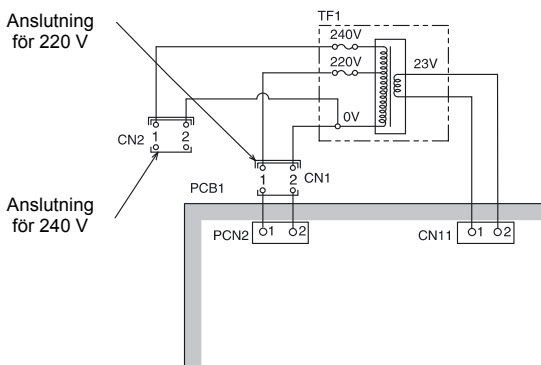 Anslutning
för 220 V
TF1
240V
220V
23V
0V
CN2 1 2
1 2 CN1
Anslutning
för 240 V
PCB1
PCN2 1 2
CN11 1 2